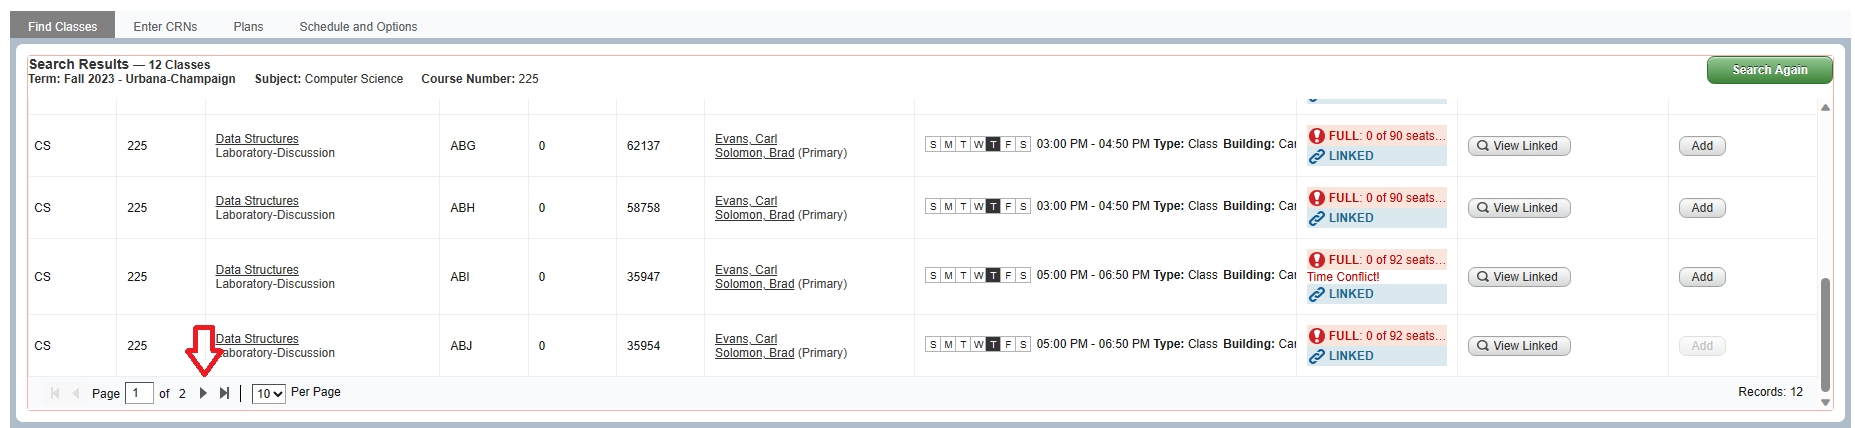 Find Classes Enter CRNs Plans Schedule and Options
Search Results — 12 Classes
Term: Fall 2023 - Urbana-Champaign Subject: Computer Science Course Number: 225
Search Again
CS 225 Data Structures
Laboratory-Discussion ABG 0 62137 Evans, Carl
Solomon, Brad (Primary) S M T W T F S 03:00 PM - 04:50 PM Type: Class Building: Car FULL: 0 of 90 seats...
LINKED View Linked Add
CS 225 Data Structures
Laboratory-Discussion ABH 0 58758 Evans, Carl
Solomon, Brad (Primary) S M T W T F S 03:00 PM - 04:50 PM Type: Class Building: Car FULL: 0 of 90 seats...
LINKED View Linked Add
CS 225 Data Structures
Laboratory-Discussion ABI 0 35947 Evans, Carl
Solomon, Brad (Primary) S M T W T F S 05:00 PM - 06:50 PM Type: Class Building: Car FULL: 0 of 92 seats...
Time Conflict!
LINKED View Linked Add
CS 225 Data Structures
Laboratory-Discussion ABJ 0 35954 Evans, Carl
Solomon, Brad (Primary) S M T W T F S 05:00 PM - 06:50 PM Type: Class Building: Car FULL: 0 of 92 seats...
LINKED View Linked Add
Page 1 of 2 10 Per Page Records: 12